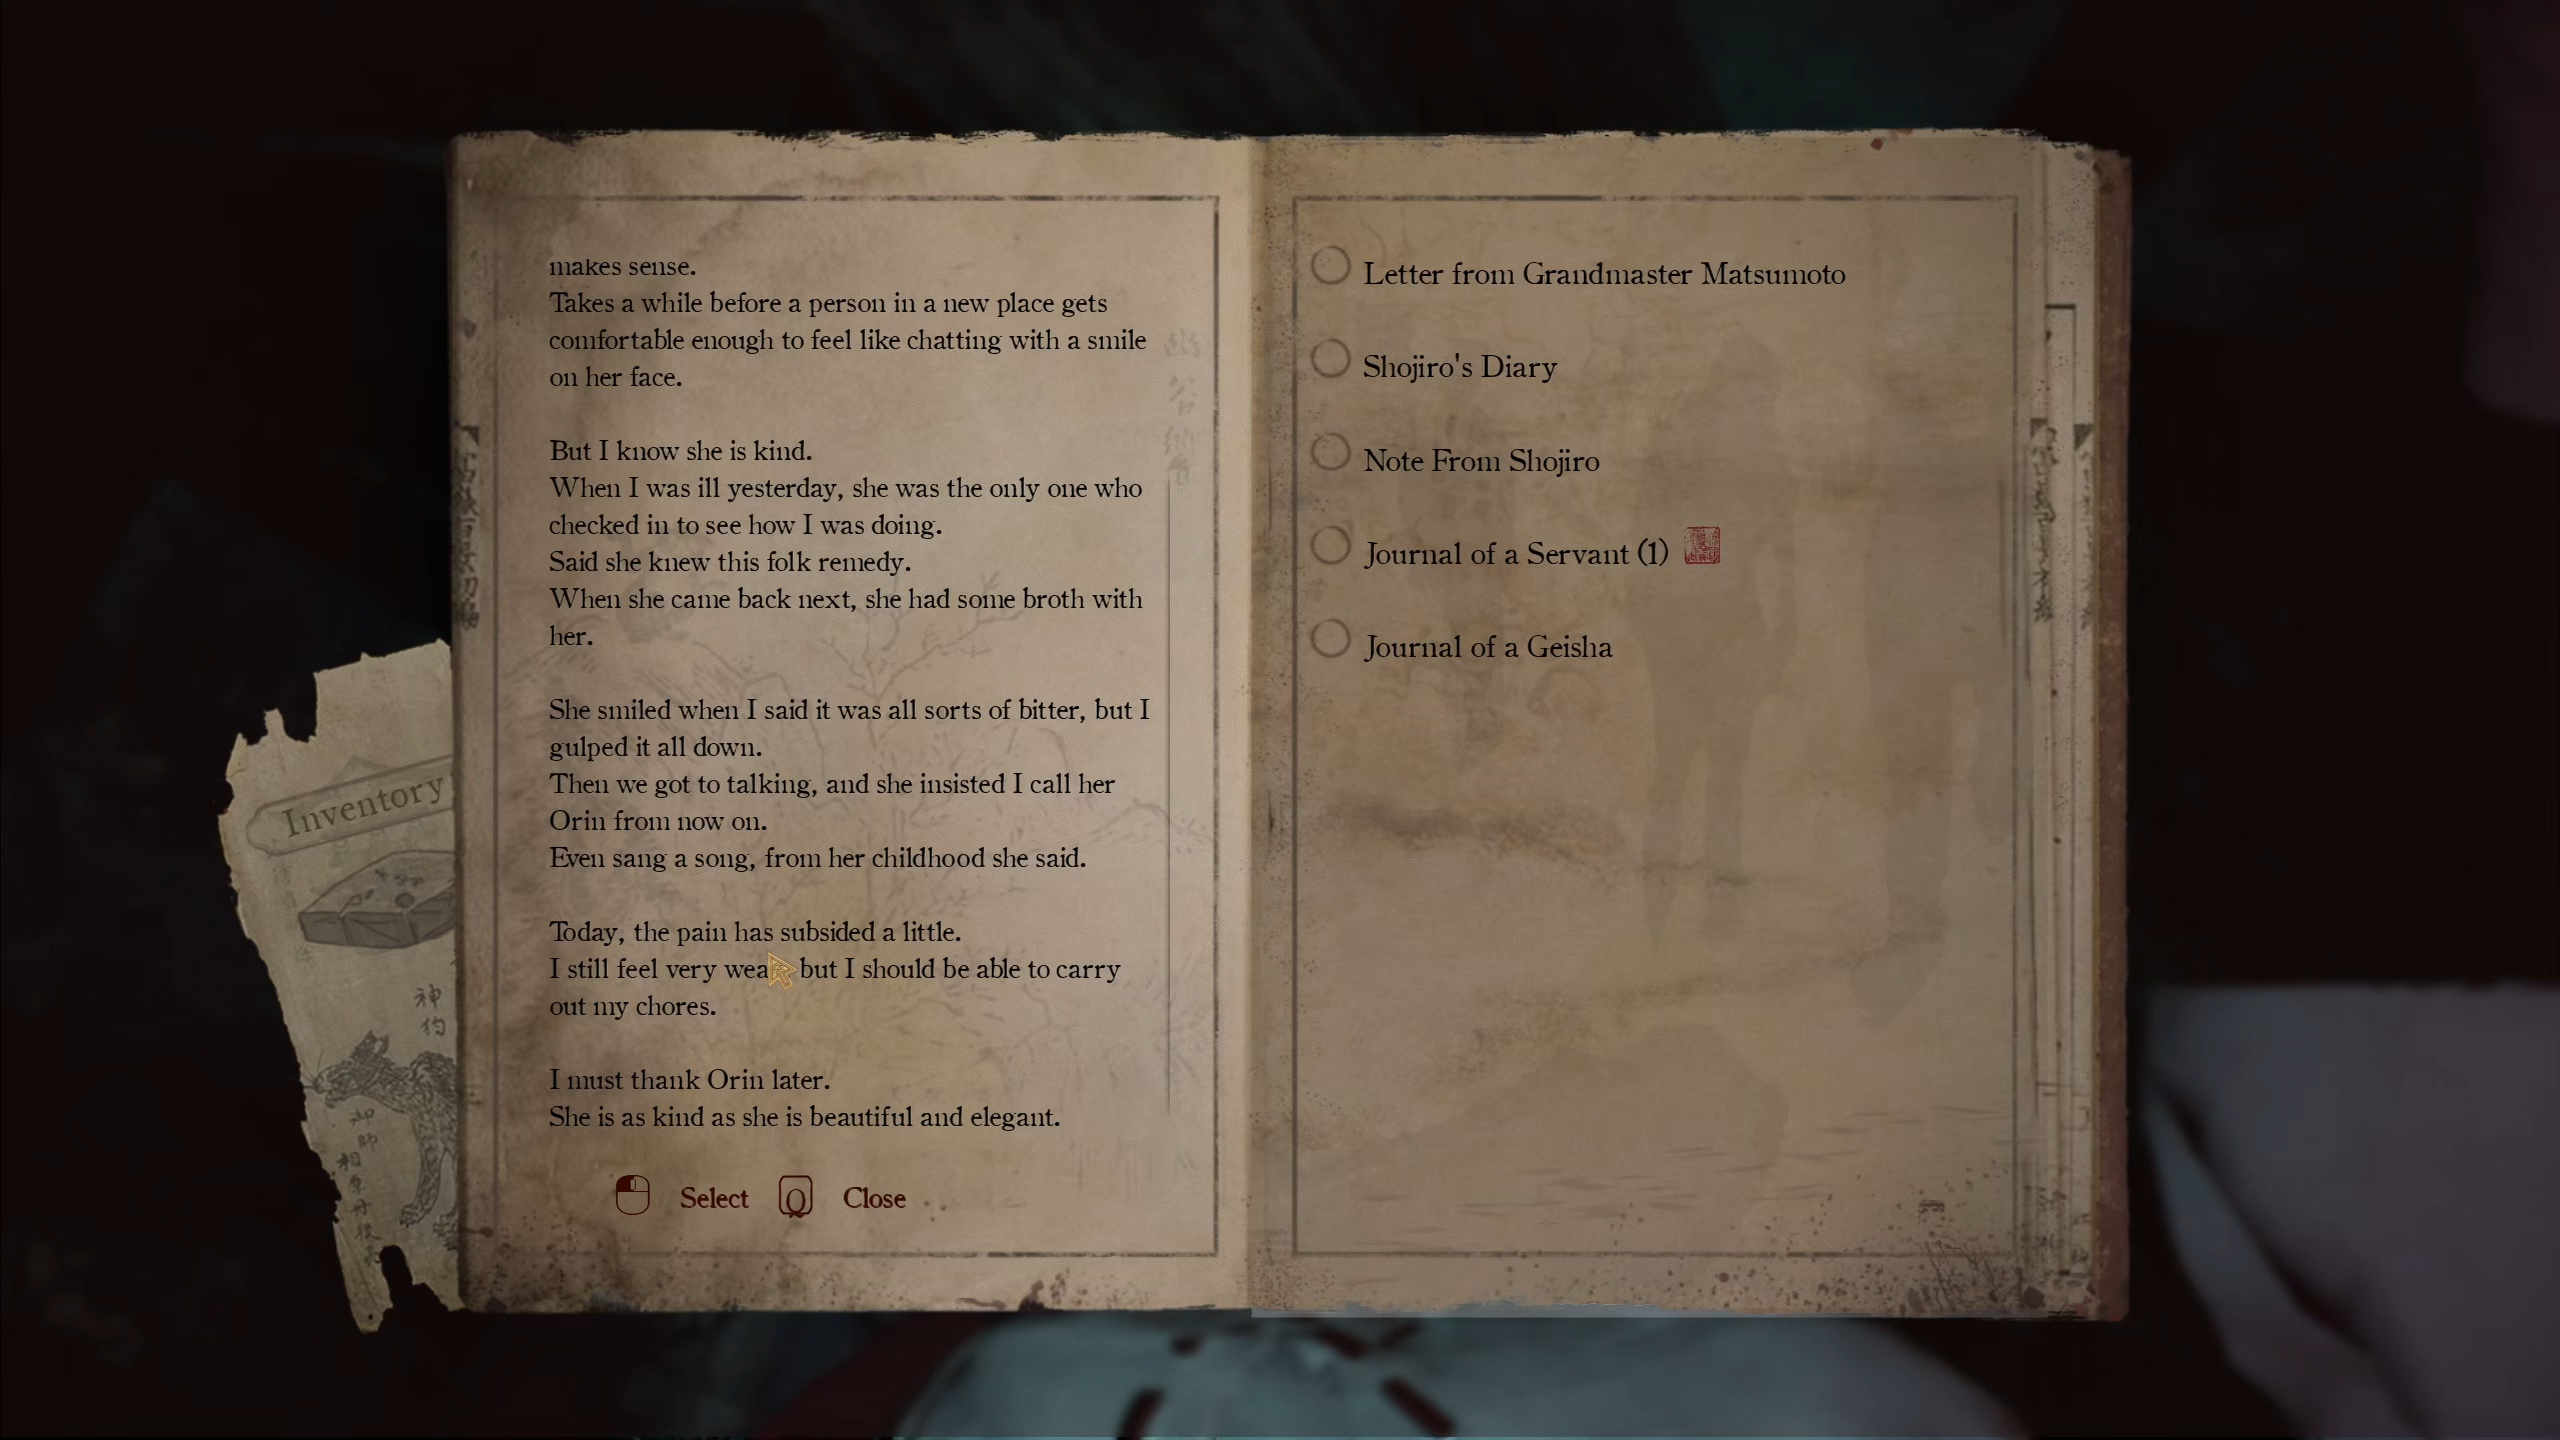 makes sense.
Takes a while before a person in a new place gets
comfortable enough to feel like chatting with a smile
on her face.
But I know she is kind.
When I was ill yesterday, she was the only one who
checked in to see how I was doing.
Said she knew this folk remedy.
When she came back next, she had some broth with
her.
She smiled when I said it was all sorts of bitter, but I
gulped it all down.
Then we got to talking, and she insisted I call her
Orin from now on.
Even sang a song, from her childhood she said.
Today, the pain has subsided a little.
I still feel very but I should be able to carry
out my chores.
I must thank Orin later.
She is as kind as she is beautiful and elegant.
Select Q Close
Letter from Grandmaster Matsumoto
Shojiro's Diary
Note From Shojiro
Journal of a Servant (1)
Journal of a Geisha
Inventory